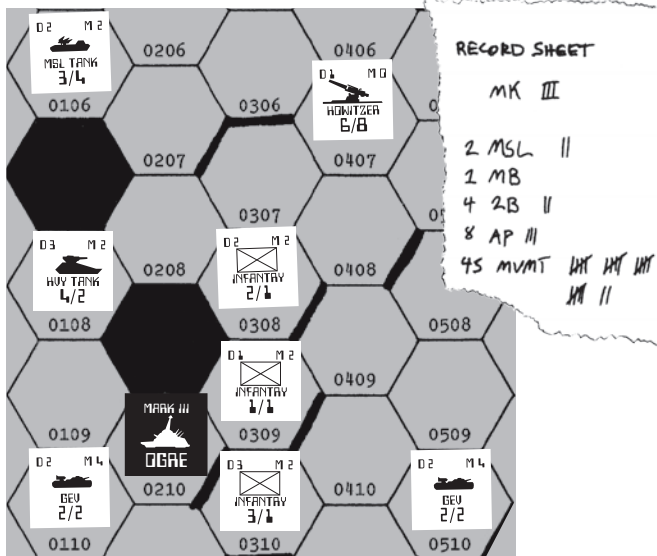 D2 M2
MSL TANK
3/4
0106
0206
0306
0406
D1 M0
HOWITZER
6/8
0207
0307
0407
D3 M2
HVY TANK
4/2
0108
0208
D2 M2
INFANTRY
2/1
0308
0408
0508
D1 M2
INFANTRY
1/1
0309
0409
0509
0109
MARK III
OGRE
0210
D2 M4
GEV
2/2
0110
D3 M2
INFANTRY
3/1
0310
0410
D2 M4
GEV
2/2
0510
RECORD SHEET
MK III
2 MSL ||
1 MB
4 2B ||
8 AP |||
45 MVMT